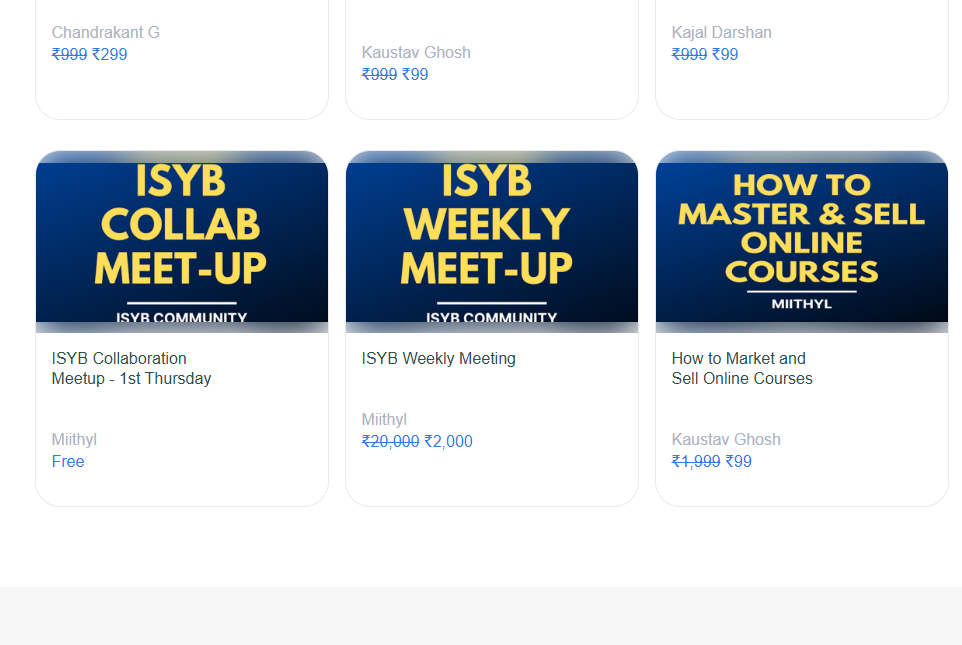 Chandrakant G
₹999 ₹299
Kaustav Ghosh
₹999 ₹99
Kajal Darshan
₹999 ₹99
ISYB
COLLAB
MEET-UP
ISYB COMMUNITY
ISYB Collaboration
Meetup - 1st Thursday
Miithyl
Free
ISYB
WEEKLY
MEET-UP
ISYB COMMUNITY
ISYB Weekly Meeting
Miithyl
₹20,000 ₹2,000
HOW TO
MASTER & SELL
ONLINE
COURSES
MIITHYL
How to Market and
Sell Online Courses
Kaustav Ghosh
₹1,999 ₹99